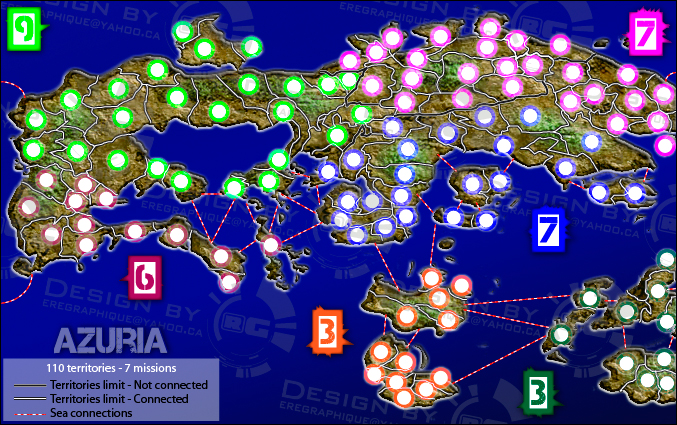 DESIGN BY
EREGRAPHIQUE@YAHOO.CA
9
7
7
6
DESIGN BY
EREGRAPHIQUE@YAHOO.CA
RG
3
AZURIA
3
110 territories - 7 missions
Territories limit - Not connected
Territories limit - Connected
Sea connections
DESIGN BY
EREGRAPHIQUE@YAHOO.CA